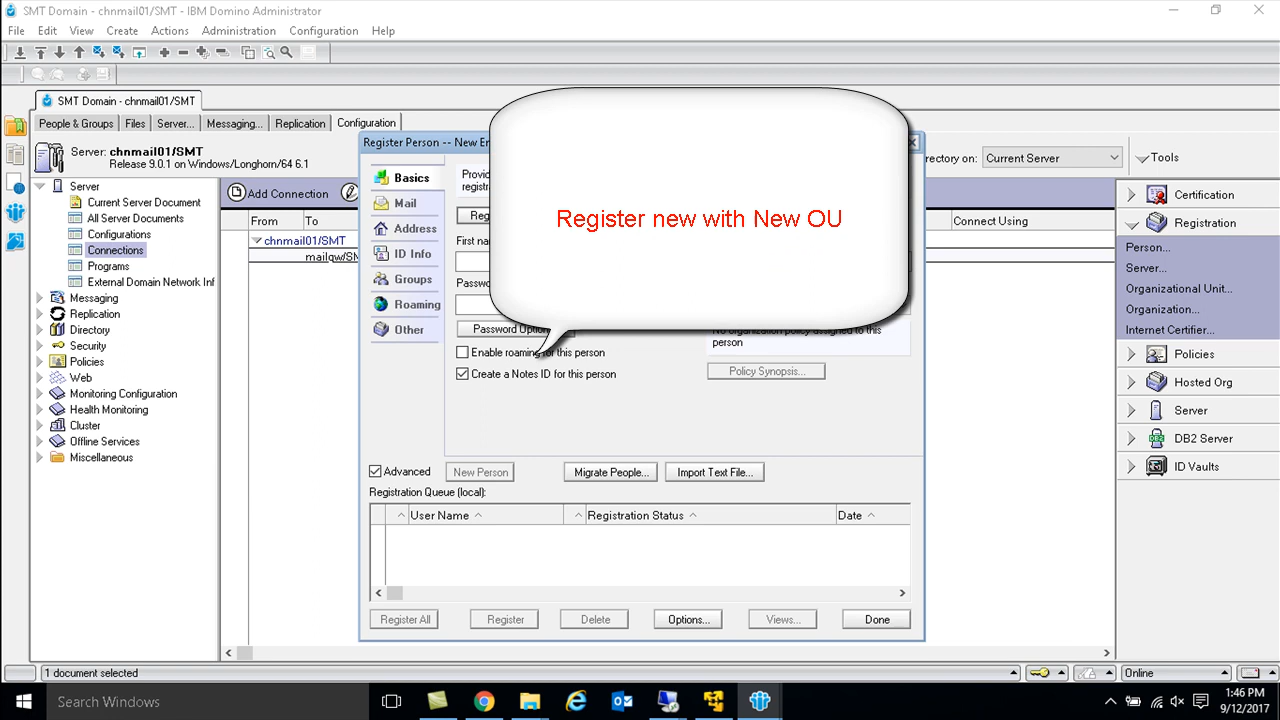 SMT Domain - chnmail01/SMT - IBM Domino Administrator
File Edit View Create Actions Administration Configuration Help
SMT Domain - chnmail01/SMT
People & Groups Files Server... Messaging... Replication Configuration
Server: chnmail01/SMT
Release 9.0.1 on Windows/Longhorn/64 6.1
Current Server
Tools
Server
Current Server Document
All Server Documents
Configurations
Connections
Programs
External Domain Network Inf
Messaging
Replication
Directory
Security
Policies
Web
Monitoring Configuration
Health Monitoring
Cluster
Offline Services
Miscellaneous
Add Connection
From To Connect Using
chnmail01/SMT
Register Person -- New
Basics
Mail
Address
ID Info
Groups
Roaming
Other
Register new with New OU
No organization policy assigned to this
person
Enable roaming for this person
Create a Notes ID for this person
Policy Synopsis...
Advanced New Person Migrate People... Import Text File...
Registration Queue (local):
User Name Registration Status Date
Register All Register Delete Options... Views... Done
Certification
Registration
Person...
Server...
Organizational Unit...
Organization...
Internet Certifier...
Policies
Hosted Org
Server
DB2 Server
ID Vaults
1 document selected
Online
Search Windows
1:46 PM
9/12/2017